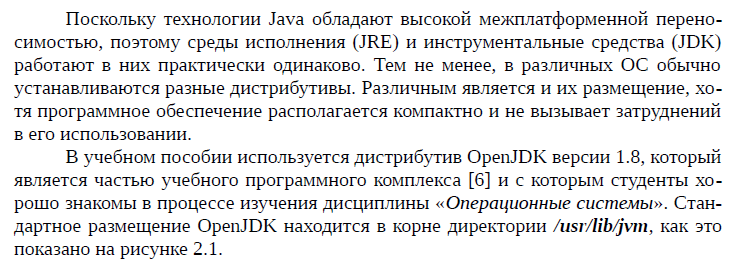 Поскольку технологии Java обладают высокой межплатформенной перено-
симостью, поэтому среды исполнения (JRE) и инструментальные средства (JDK)
работают в них практически одинаково. Тем не менее, в различных ОС обычно
устанавливаются разные дистрибутивы. Различным является и их размещение, хо-
тя программное обеспечение располагается компактно и не вызывает затруднений
в его использовании.
В учебном пособии используется дистрибутив OpenJDK версии 1.8, который
является частью учебного программного комплекса [6] и с которым студенты хо-
рошо знакомы в процессе изучения дисциплины «Операционные системы». Стан-
дартное размещение OpenJDK находится в корне директории /usr/lib/jvm, как это
показано на рисунке 2.1.